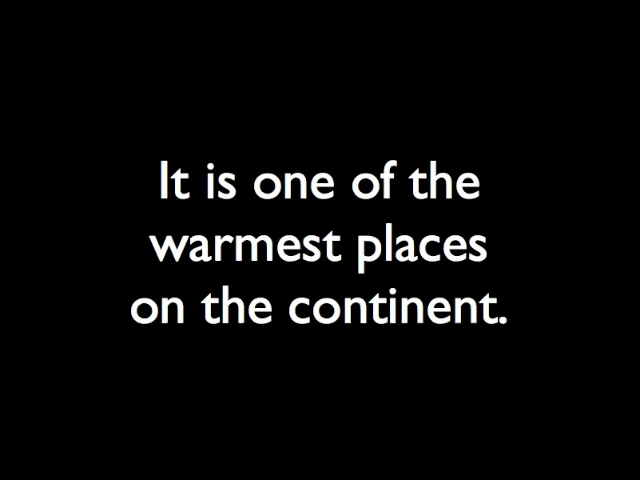 It is one of the
warmest places
on the continent.